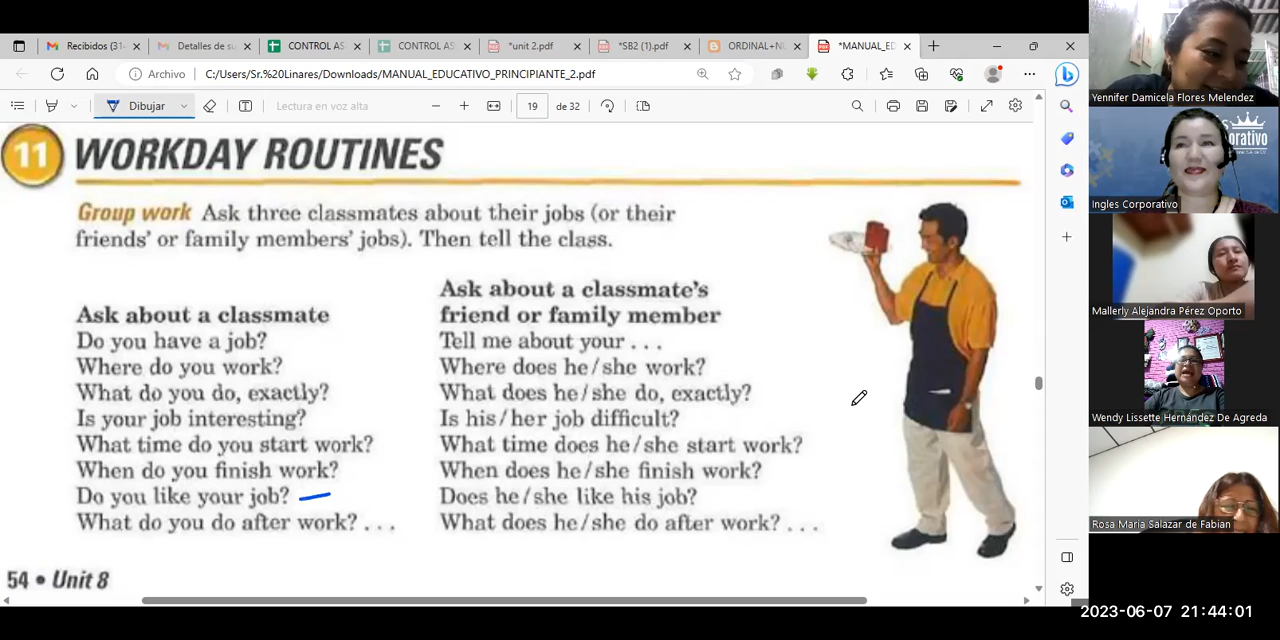 Recibidos (31-
Detalles de su
CONTROL AS
CONTROL AS
*unit 2.pdf
*SB2 (1).pdf
ORDINAL+NU
*MANUAL_ED
Archivo
C:/Users/Sr.%20Linares/Downloads/MANUAL_EDUCATIVO_PRINCIPIANTE_2.pdf
Dibujar
Lectura en voz alta
19
de 32
11 WORKDAY ROUTINES
Group work Ask three classmates about their jobs (or their
friends' or family members' jobs). Then tell the class.
Ask about a classmate
Do you have a job?
Where do you work?
What do you do, exactly?
Is your job interesting?
What time do you start work?
When do you finish work?
Do you like your job?
What do you do after work? . . .
Ask about a classmate's
friend or family member
Tell me about your . . .
Where does he/she work?
What does he/she do, exactly?
Is his/her job difficult?
What time does he/she start work?
When does he/she finish work?
Does he/she like his job?
What does he/she do after work? . . .
54 • Unit 8
Yennifer Damicela Flores Melendez
orativo
Ingles Corporativo
Mallerly Alejandra Pérez Oporto
Wendy Lissette Hernández De Agreda
Rosa Maria Salazar de Fabian
2023-06-07 21:44:01